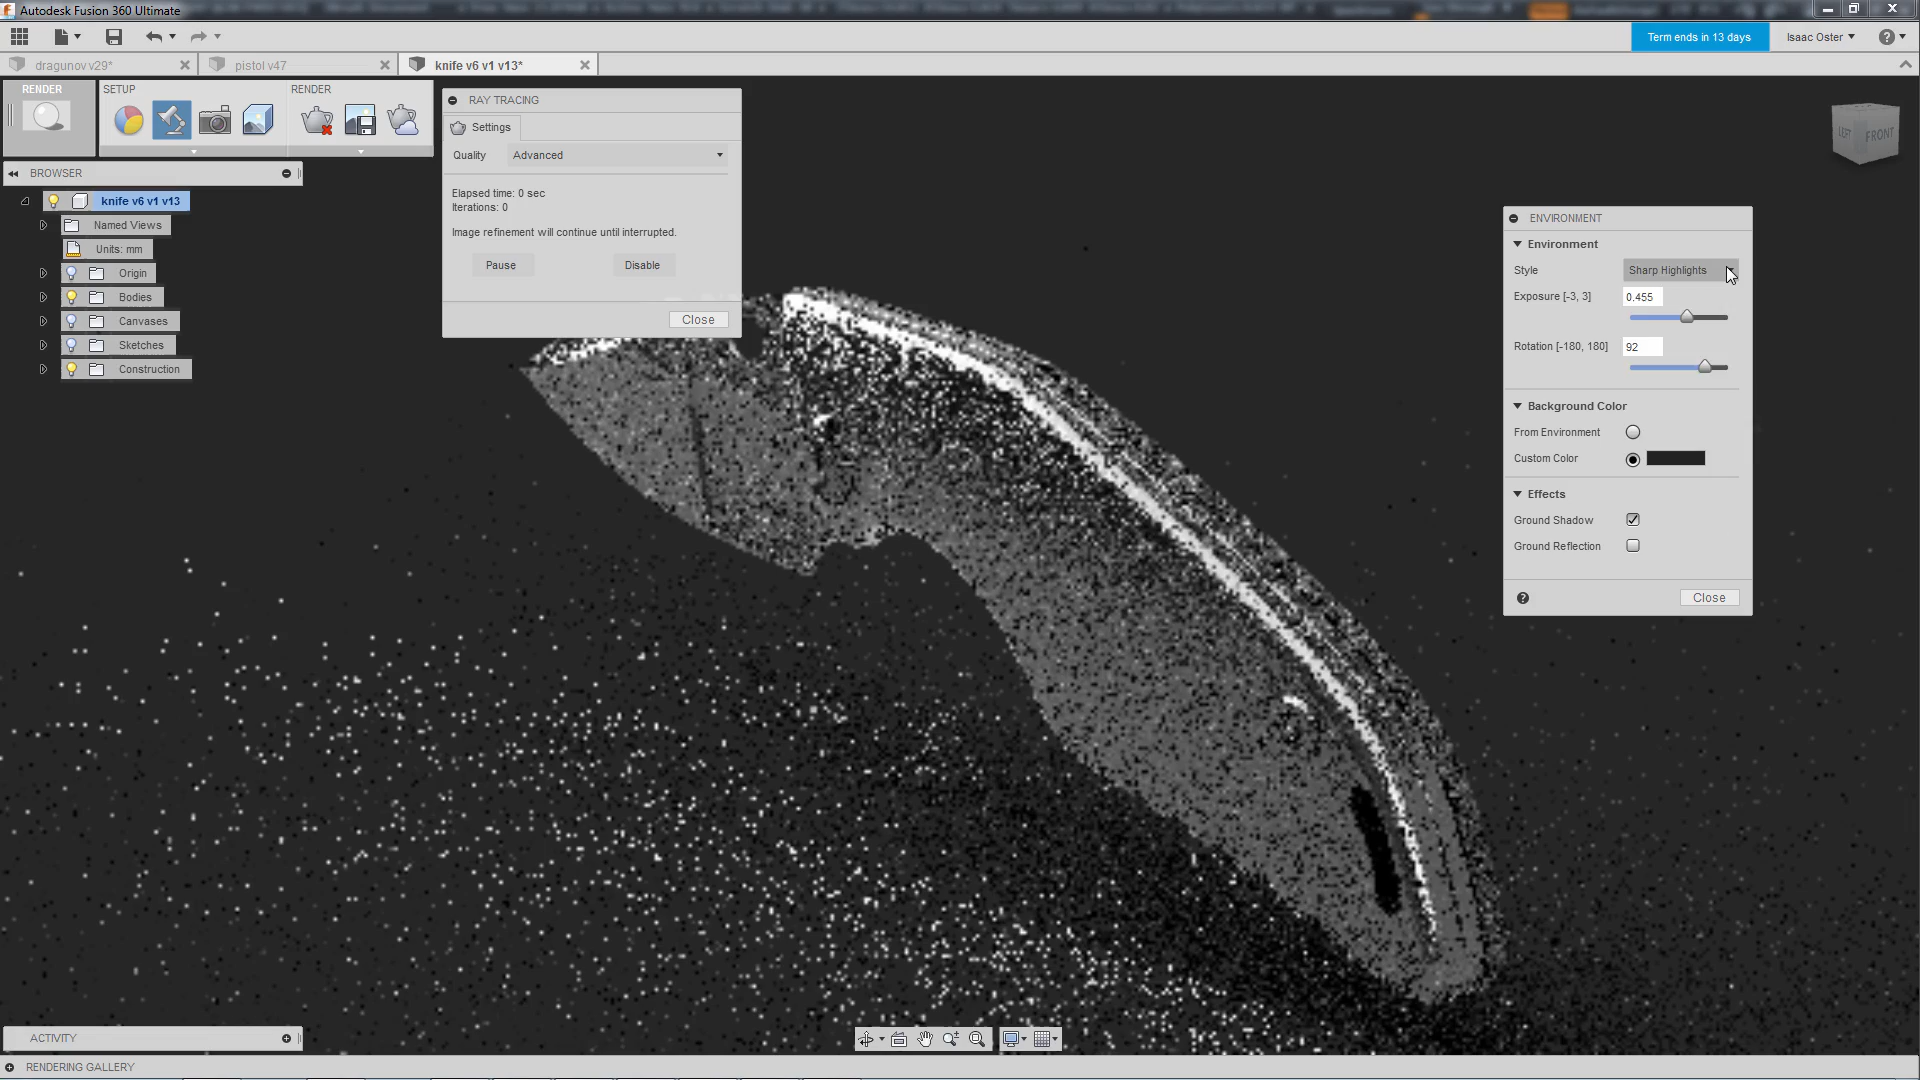 Autodesk Fusion 360 Ultimate
Term ends in 13 days
Isaac Oster
dragunov v29*
pistol v47
knife v6 v1 v13*
RENDER
SETUP
RENDER
BROWSER
knife v6 v1 v13
Named Views
Units: mm
Origin
Bodies
Canvases
Sketches
Construction
RAY TRACING
Settings
Quality Advanced
Elapsed time: 0 sec
Iterations: 0
Image refinement will continue until interrupted.
Pause Disable
Close
LEFT FRONT
ENVIRONMENT
Environment
Style Sharp Highlights
Exposure [-3, 3] 0.455
Rotation [-180, 180] 92
Background Color
From Environment
Custom Color
Effects
Ground Shadow
Ground Reflection
Close
ACTIVITY
RENDERING GALLERY